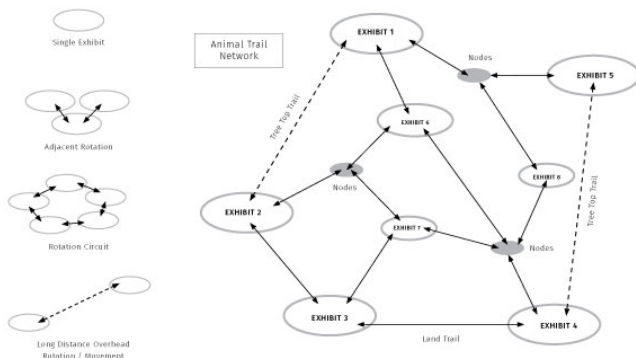 Single Exhibit
Adjacent Rotation
Rotation Circuit
Long Distance Overhead
Rotation / Movement
Animal Trail
Network
EXHIBIT 1
Nodes
EXHIBIT 5
Tree Top Trail
EXHIBIT 6
Nodes
EXHIBIT 8
Tree Top Trail
EXHIBIT 2
EXHIBIT 7
Nodes
EXHIBIT 3
Land Trail
EXHIBIT 4